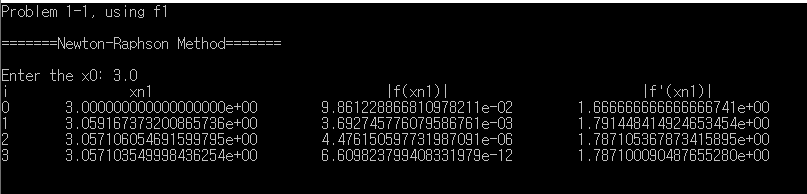 Problem 1-1, using f1
=======Newton-Raphson Method=======
Enter the x0: 3.0
i xn1 |f(xn1)| |f'(xn1)|
0 3.000000000000000000e+00 9.861228866810978211e-02 1.666666666666666741e+00
1 3.059167373200865736e+00 3.692745776079586761e-03 1.791448414924653454e+00
2 3.057106054691599795e+00 4.476150597731987091e-06 1.787105367873415895e+00
3 3.057103549998436254e+00 6.609823799408331979e-12 1.787100090487655280e+00